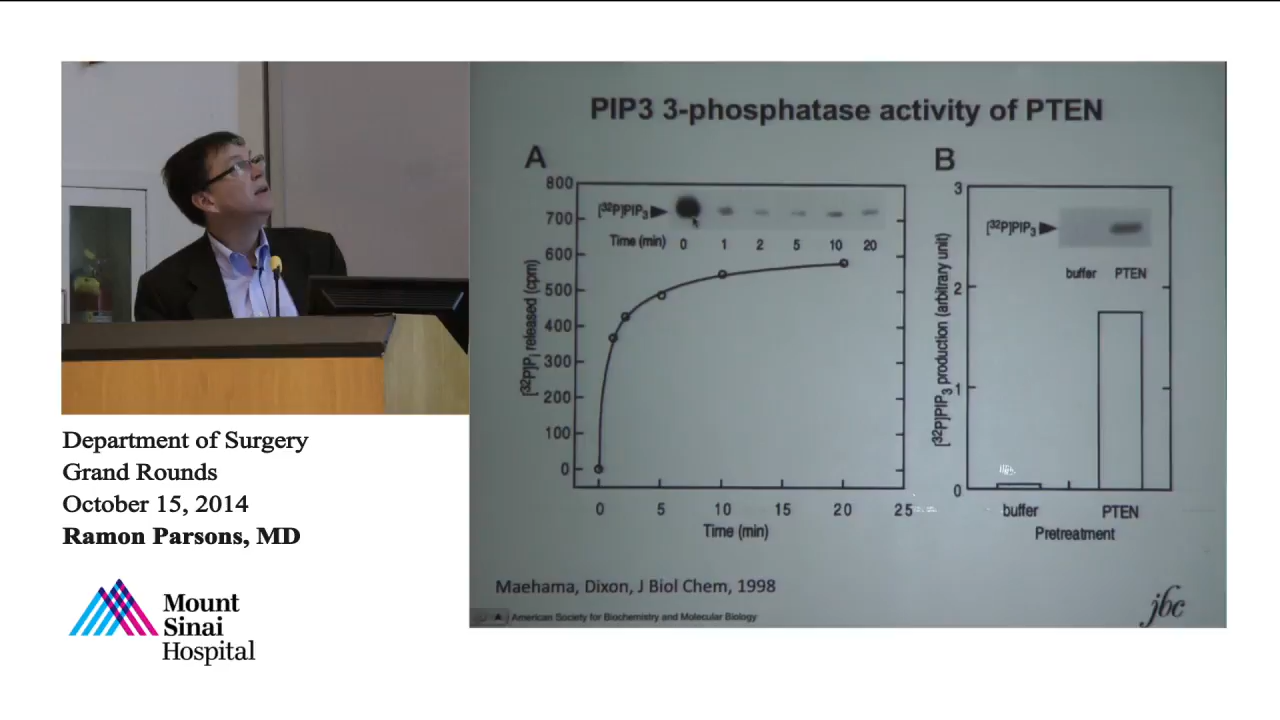 PIP3 3-phosphatase activity of PTEN
A
[³²P]PIP₃
Time (min) 0 1 2 5 10 20
800
700
600
500
400
300
200
100
0
[³²P]Pᵢ released (cpm)
0 5 10 15 20 25
Time (min)
B
[³²P]PIP₃
buffer PTEN
3
2
1
0
[³²P]PIP₃ production (arbitrary unit)
buffer PTEN
Pretreatment
Maehama, Dixon, J Biol Chem, 1998
American Society for Biochemistry and Molecular Biology
jbc
Department of Surgery
Grand Rounds
October 15, 2014
Ramon Parsons, MD
Mount
Sinai
Hospital